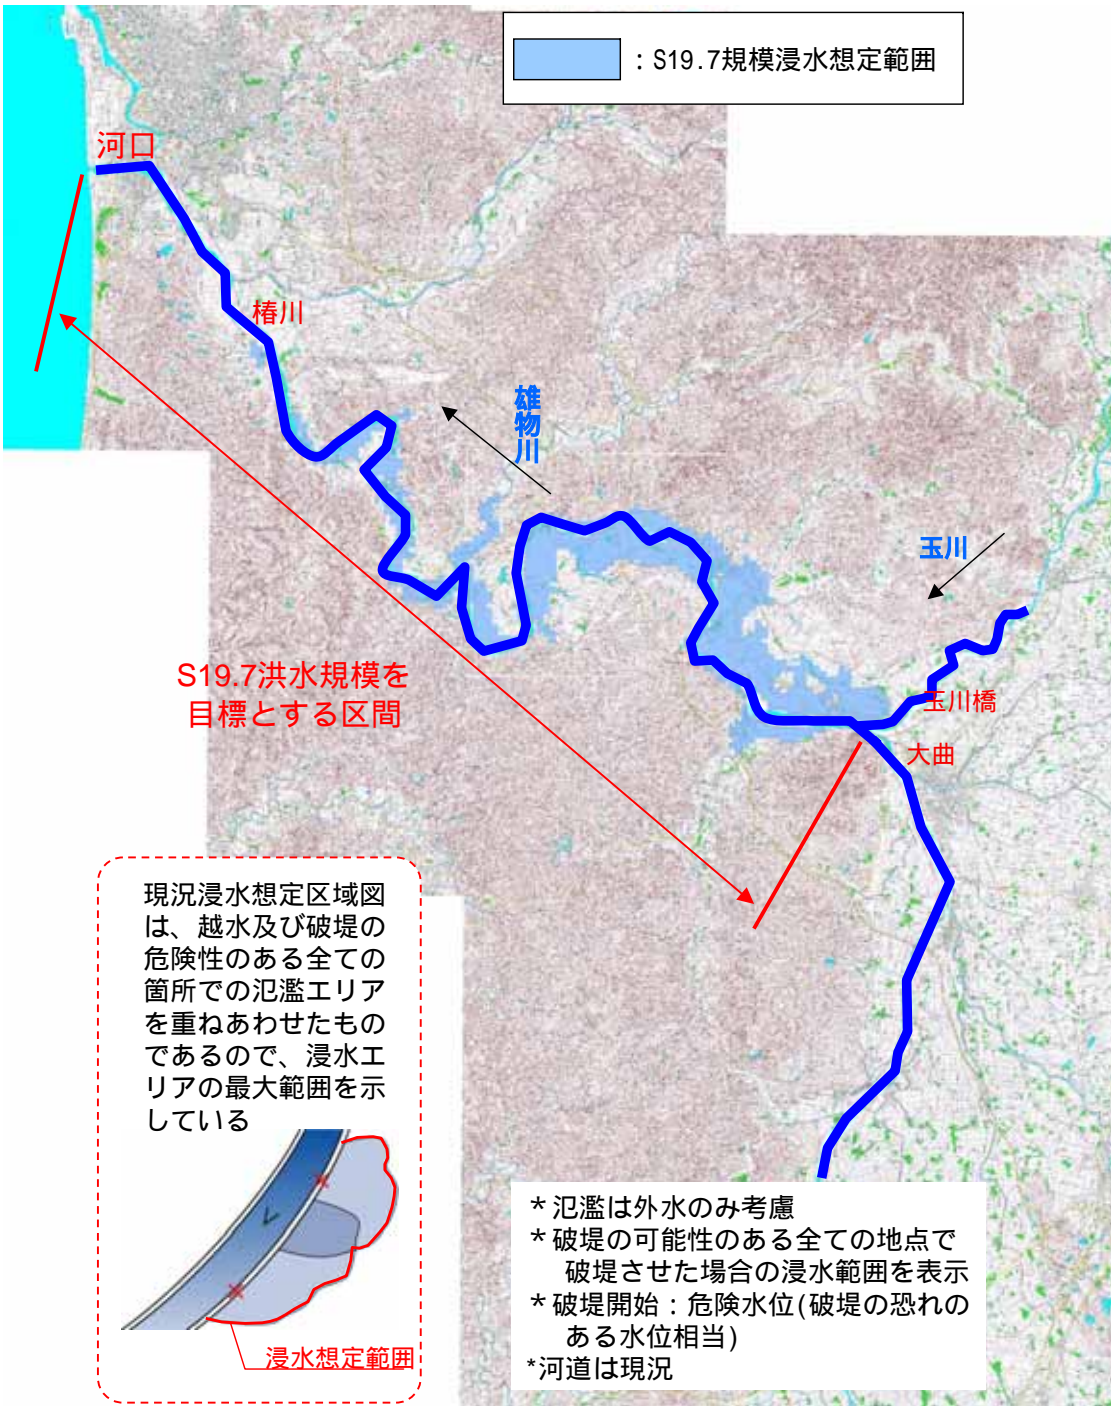 ：S19.7規模浸水想定範囲
河口
椿川
雄物川
玉川
玉川橋
大曲
S19.7洪水規模を
目標とする区間
現況浸水想定区域図
は、越水及び破堤の
危険性のある全ての
箇所での氾濫エリア
を重ねあわせたもの
であるので、浸水エ
リアの最大範囲を示
している
浸水想定範囲
*氾濫は外水のみ考慮
*破堤の可能性のある全ての地点で
破堤させた場合の浸水範囲を表示
*破堤開始：危険水位(破堤の恐れの
ある水位相当)
*河道は現況